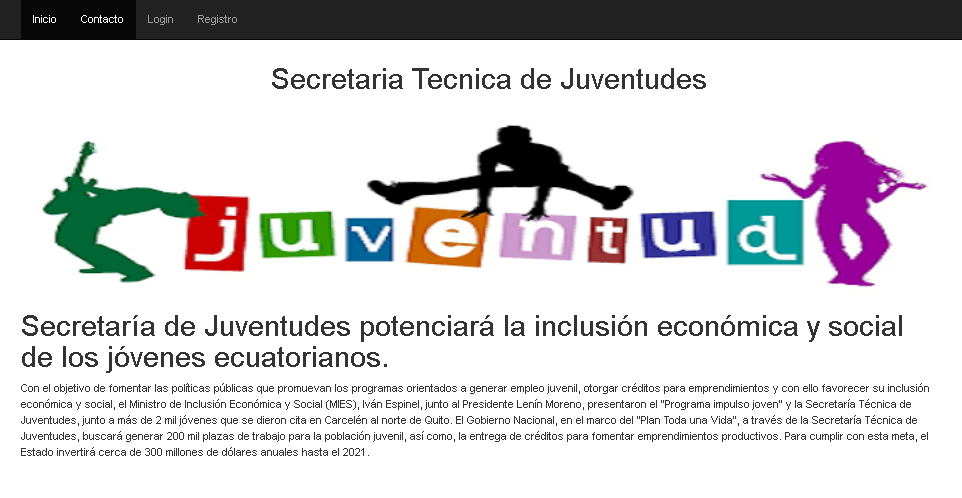 Inicio Contacto Login Registro
Secretaria Tecnica de Juventudes
juventud
Secretaría de Juventudes potenciará la inclusión económica y social
de los jóvenes ecuatorianos.
Con el objetivo de fomentar las políticas públicas que promuevan los programas orientados a generar empleo juvenil, otorgar créditos para emprendimientos y con ello favorecer su inclusión
económica y social, el Ministro de Inclusión Económica y Social (MIES), Iván Espinel, junto al Presidente Lenín Moreno, presentaron el "Programa impulso joven" y la Secretaría Técnica de
Juventudes, junto a más de 2 mil jóvenes que se dieron cita en Carcelén al norte de Quito. El Gobierno Nacional, en el marco del "Plan Toda una Vida", a través de la Secretaría Técnica de
Juventudes, buscará generar 200 mil plazas de trabajo para la población juvenil, así como, la entrega de créditos para fomentar emprendimientos productivos. Para cumplir con esta meta, el
Estado invertirá cerca de 300 millones de dólares anuales hasta el 2021.